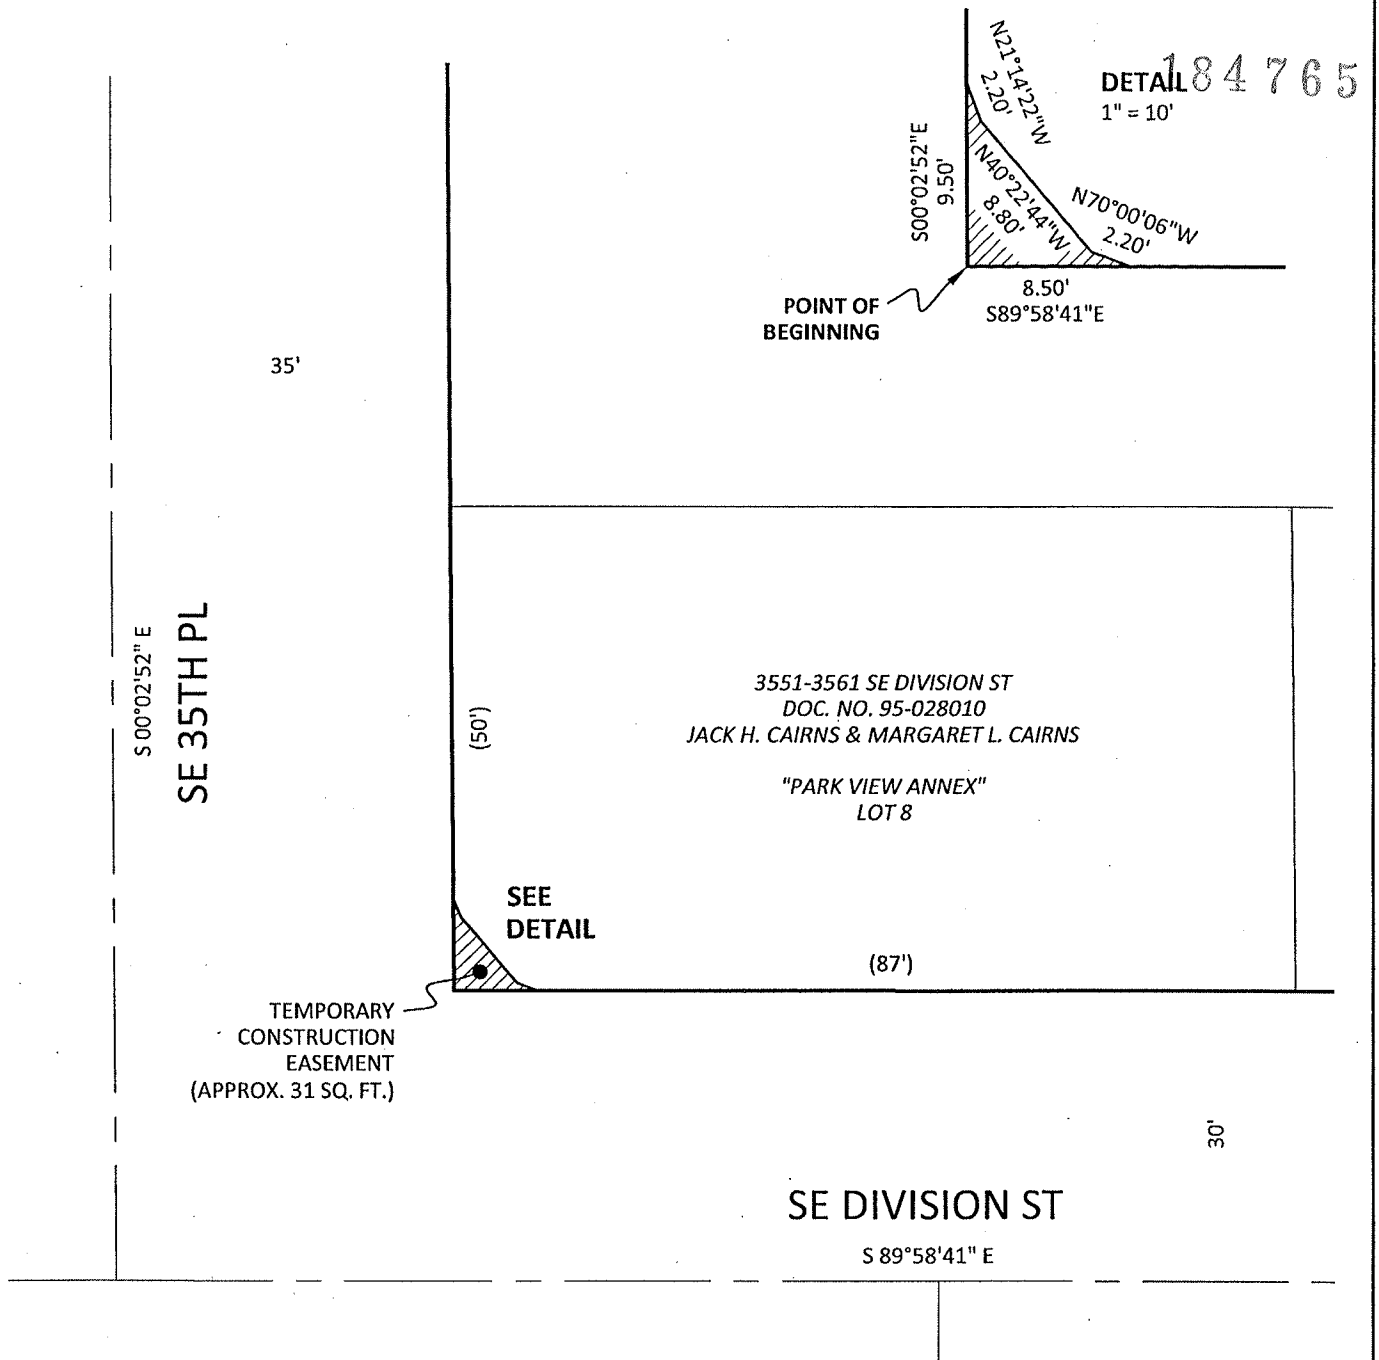 184765
DETAIL
1" = 10'
N21°14'22"W
2.20'
S00°02'52"E
9.50'
N40°22'44"W
8.80'
N70°00'06"W
2.20'
8.50'
S89°58'41"E
POINT OF
BEGINNING
35'
S 00°02'52" E
SE 35TH PL
(50')
3551-3561 SE DIVISION ST
DOC. NO. 95-028010
JACK H. CAIRNS & MARGARET L. CAIRNS
"PARK VIEW ANNEX"
LOT 8
SEE
DETAIL
(87')
TEMPORARY
CONSTRUCTION
EASEMENT
(APPROX. 31 SQ. FT.)
30'
SE DIVISION ST
S 89°58'41" E